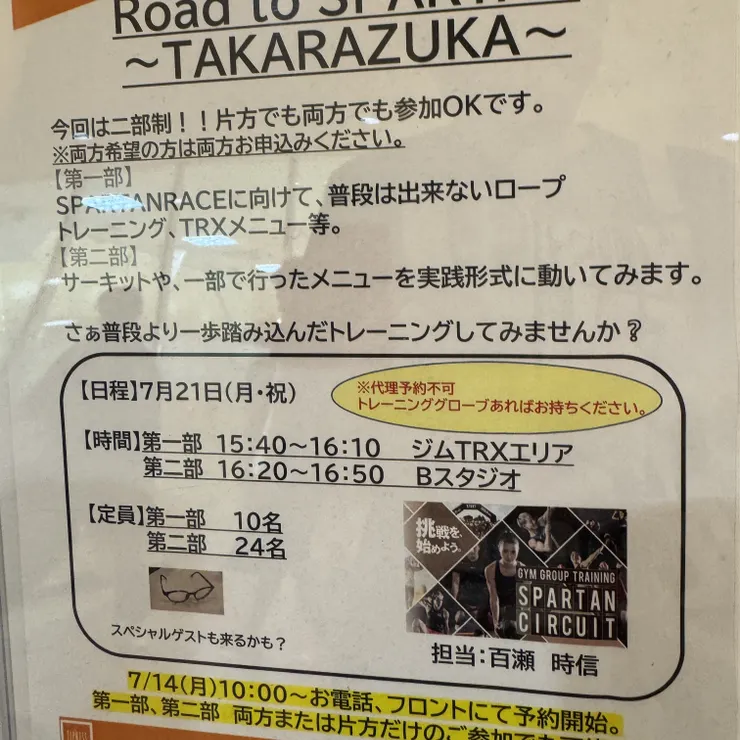 Road to SPARTAN
～TAKARAZUKA～
今回は二部制！！片方でも両方でも参加OKです。
※両方希望の方は両方お申込みください。
【第一部】
SPARTANRACEに向けて、普段は出来ないロープ
トレーニング、TRXメニュー等。
【第二部】
サーキットや、一部で行ったメニューを実践形式に動いてみます。
さぁ普段より一歩踏み込んだトレーニングしてみませんか？
【日程】7月21日(月・祝)
※代理予約不可
トレーニンググローブあればお持ちください。
【時間】第一部 15:40～16:10 ジムTRXエリア
第二部 16:20～16:50 Bスタジオ
【定員】第一部 10名
第二部 24名
挑戦を、
始めよう。
GYM GROUP TRAINING
SPARTAN
CIRCUIT
スペシャルゲストも来るかも？
担当：百瀬 時信
7/14(月)10:00～お電話、フロントにて予約開始。
第一部、第二部 両方または片方だけのご参加でも